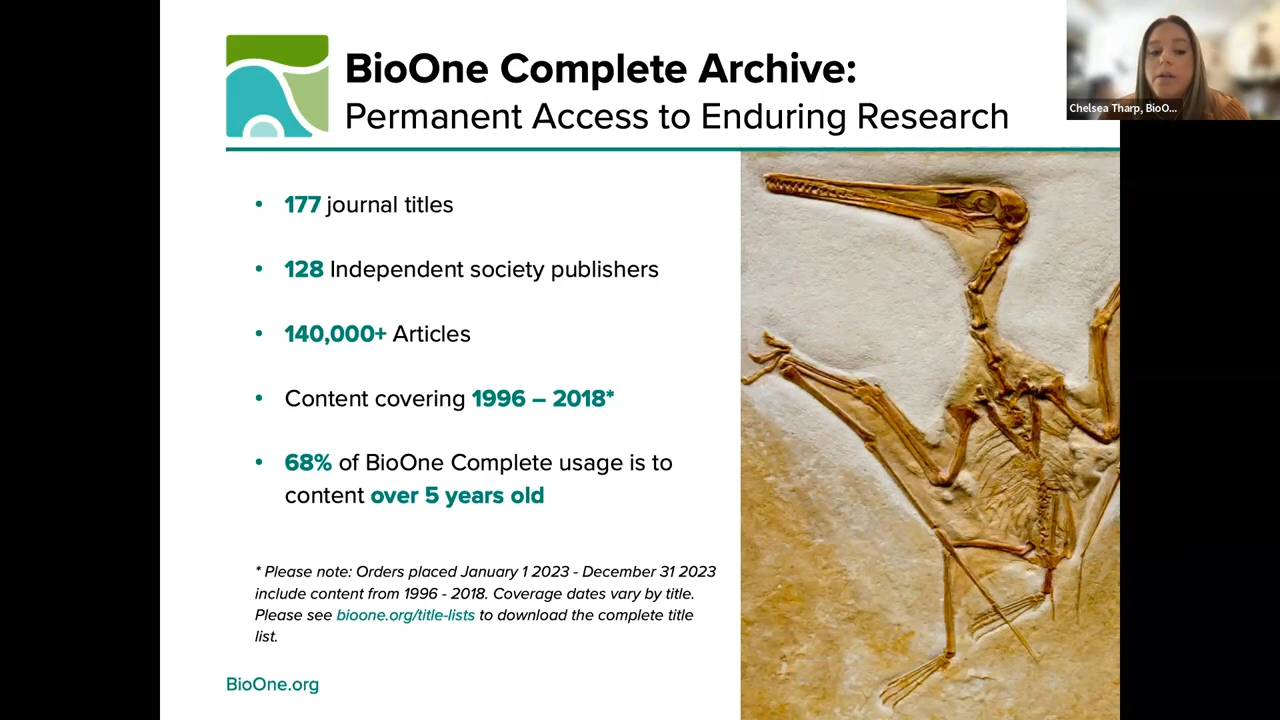 BioOne Complete Archive:
Permanent Access to Enduring Research
Chelsea Tharp, BioO...
• 177 journal titles
• 128 Independent society publishers
• 140,000+ Articles
• Content covering 1996 – 2018*
• 68% of BioOne Complete usage is to
content over 5 years old
* Please note: Orders placed January 1 2023 - December 31 2023
include content from 1996 - 2018. Coverage dates vary by title.
Please see bioone.org/title-lists to download the complete title
list.
BioOne.org